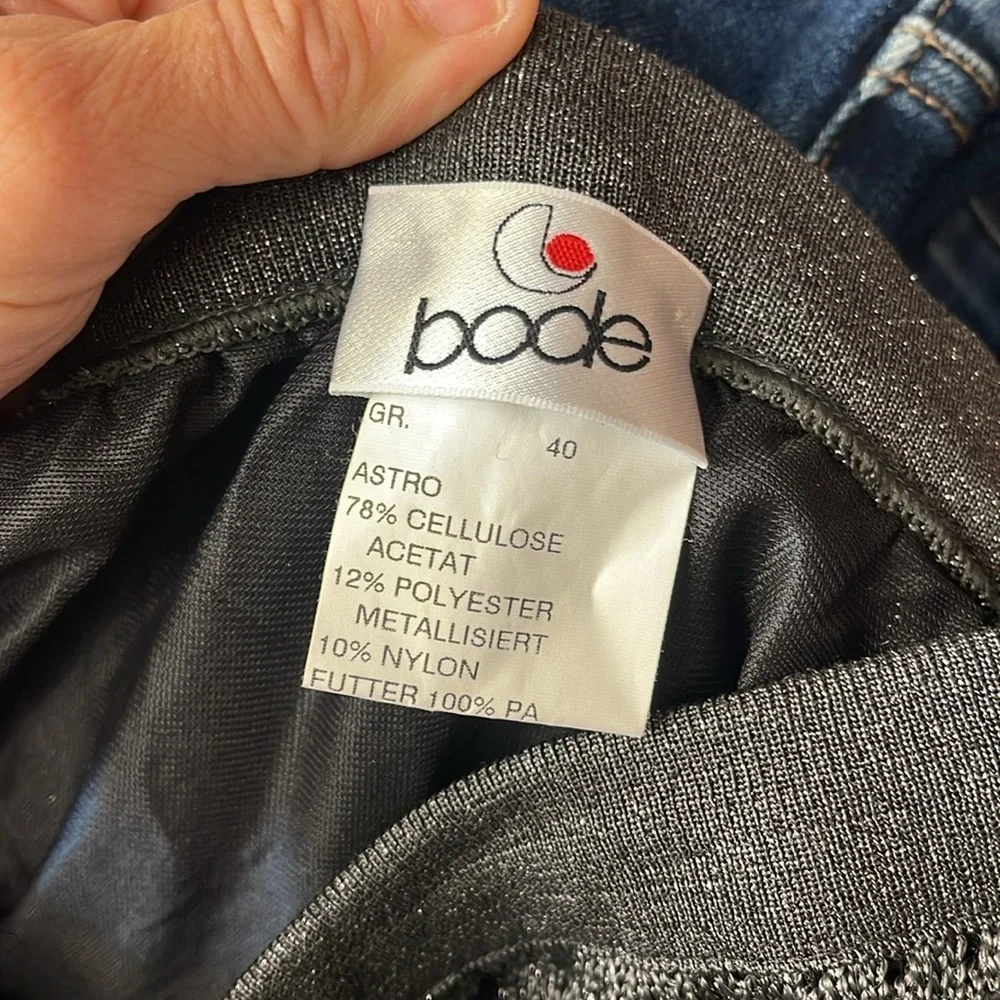 bode
GR.
40
ASTRO
78% CELLULOSE
ACETAT
12% POLYESTER
METALLISIERT
10% NYLON
FUTTER 100% PA